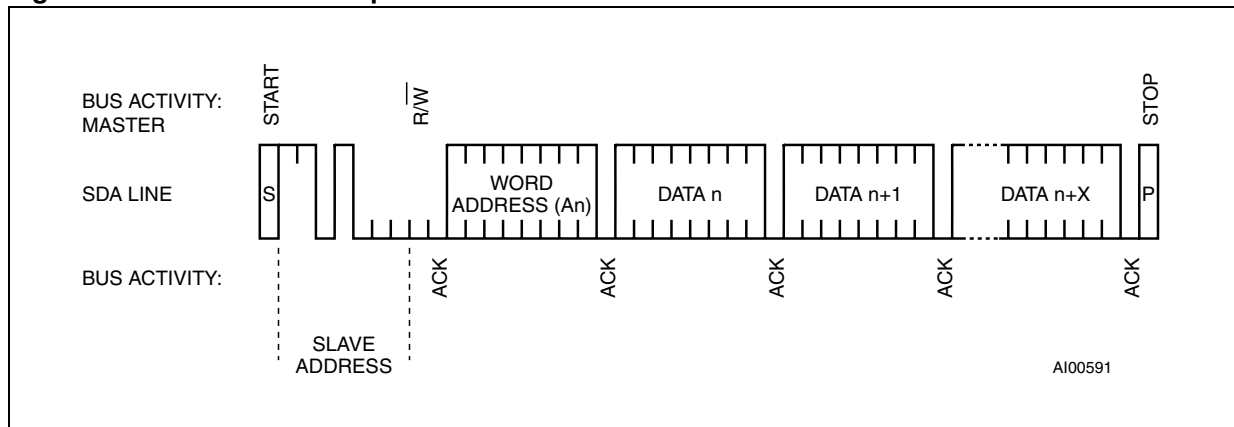 BUS ACTIVITY:
MASTER
START
R/W
STOP
SDA LINE
S
WORD
ADDRESS (An)
DATA n
DATA n+1
DATA n+X
P
BUS ACTIVITY:
ACK
ACK
ACK
ACK
ACK
SLAVE
ADDRESS
AI00591